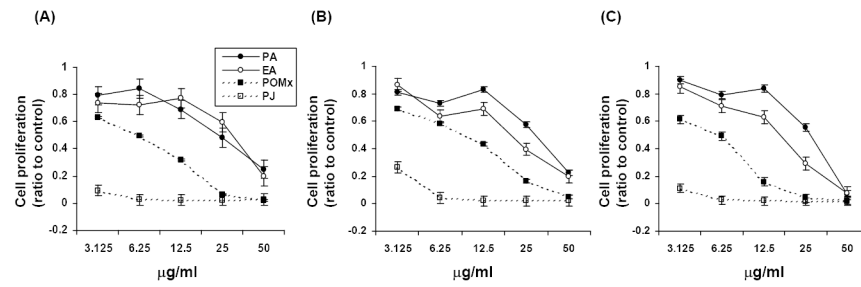 (A)
Cell proliferation
(ratio to control)
1
0.8
0.6
0.4
0.2
0
-0.2
PA
EA
POMx
PJ
3.125 6.25 12.5 25 50
µg/ml
(B)
Cell proliferation
(ratio to control)
1
0.8
0.6
0.4
0.2
0
-0.2
3.125 6.25 12.5 25 50
µg/ml
(C)
Cell proliferation
(ratio to control)
1
0.8
0.6
0.4
0.2
0
-0.2
3.125 6.25 12.5 25 50
µg/ml